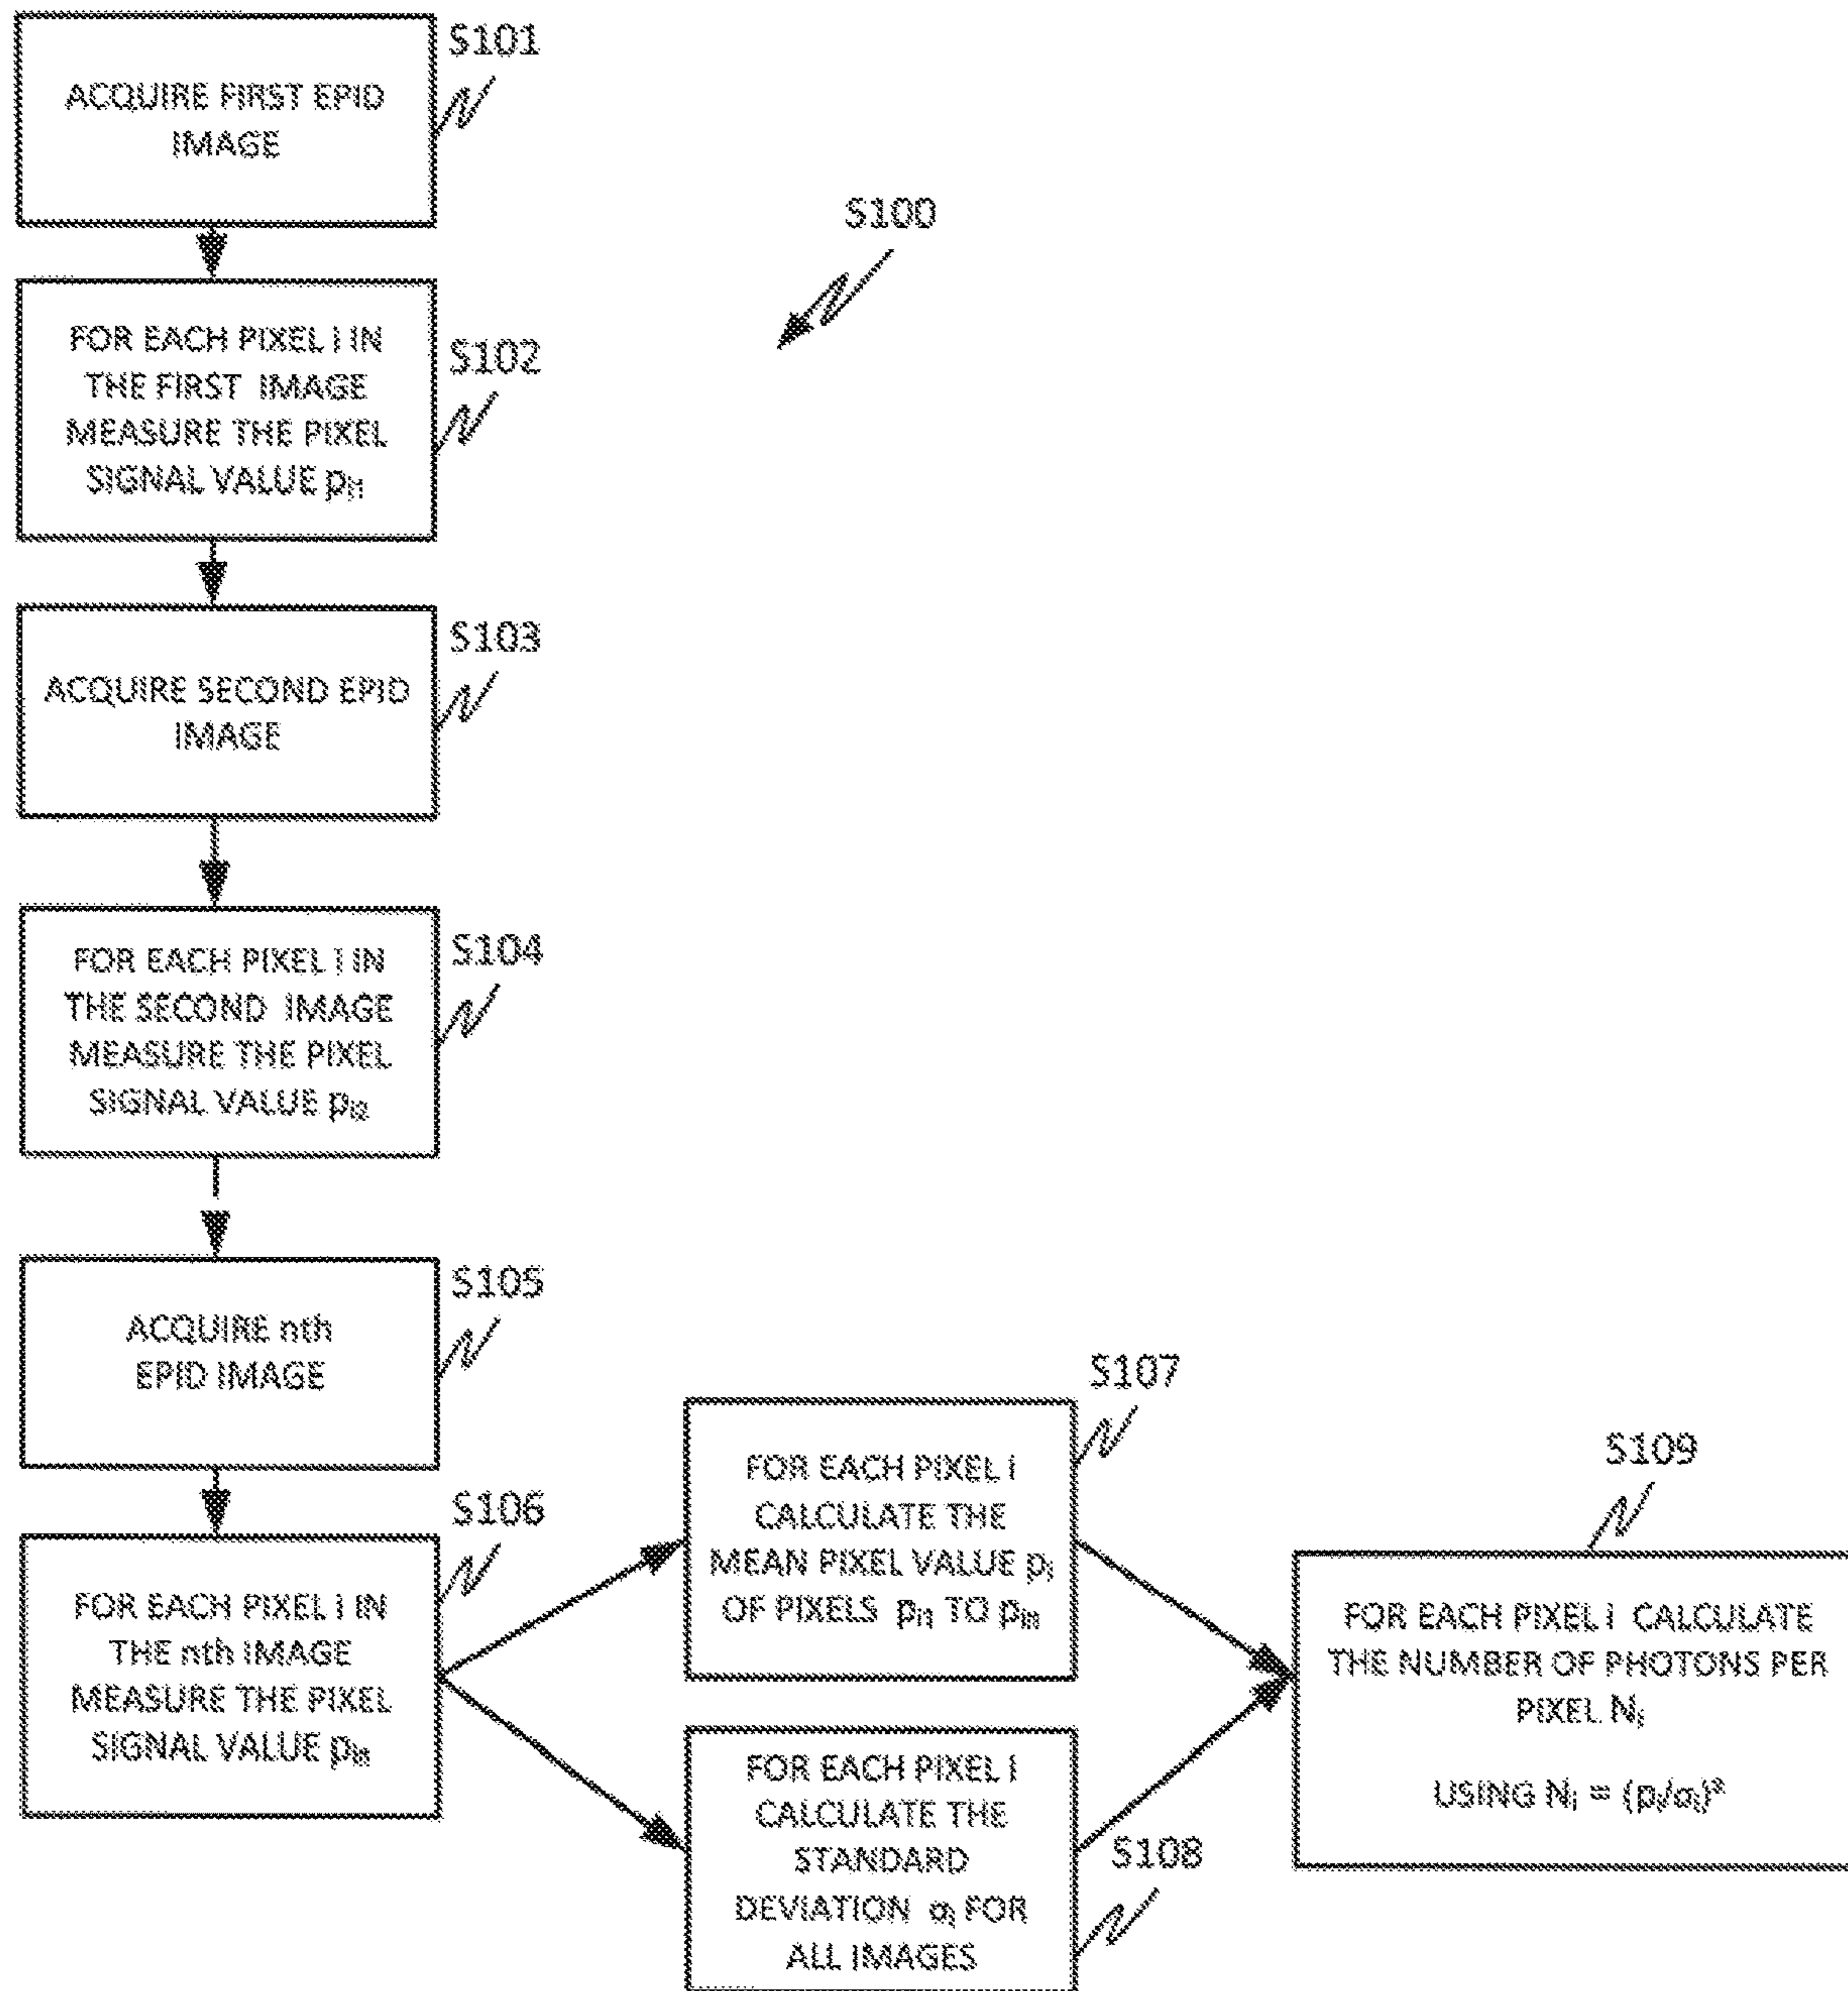 S101
ACQUIRE FIRST EPID
IMAGE
S100
FOR EACH PIXEL i IN
THE FIRST IMAGE
MEASURE THE PIXEL
SIGNAL VALUE pi1
S102
S103
ACQUIRE SECOND EPID
IMAGE
S104
FOR EACH PIXEL i IN
THE SECOND IMAGE
MEASURE THE PIXEL
SIGNAL VALUE pi2
S105
ACQUIRE nth
EPID IMAGE
S106
FOR EACH PIXEL i IN
THE nth IMAGE
MEASURE THE PIXEL
SIGNAL VALUE pin
S107
FOR EACH PIXEL i
CALCULATE THE
MEAN PIXEL VALUE pi
OF PIXELS pi1 TO pin
FOR EACH PIXEL i
CALCULATE THE
STANDARD
DEVIATION σi FOR
ALL IMAGES
S108
S109
FOR EACH PIXEL i CALCULATE
THE NUMBER OF PHOTONS PER
PIXEL Ni
USING Ni = (pi/σi)²